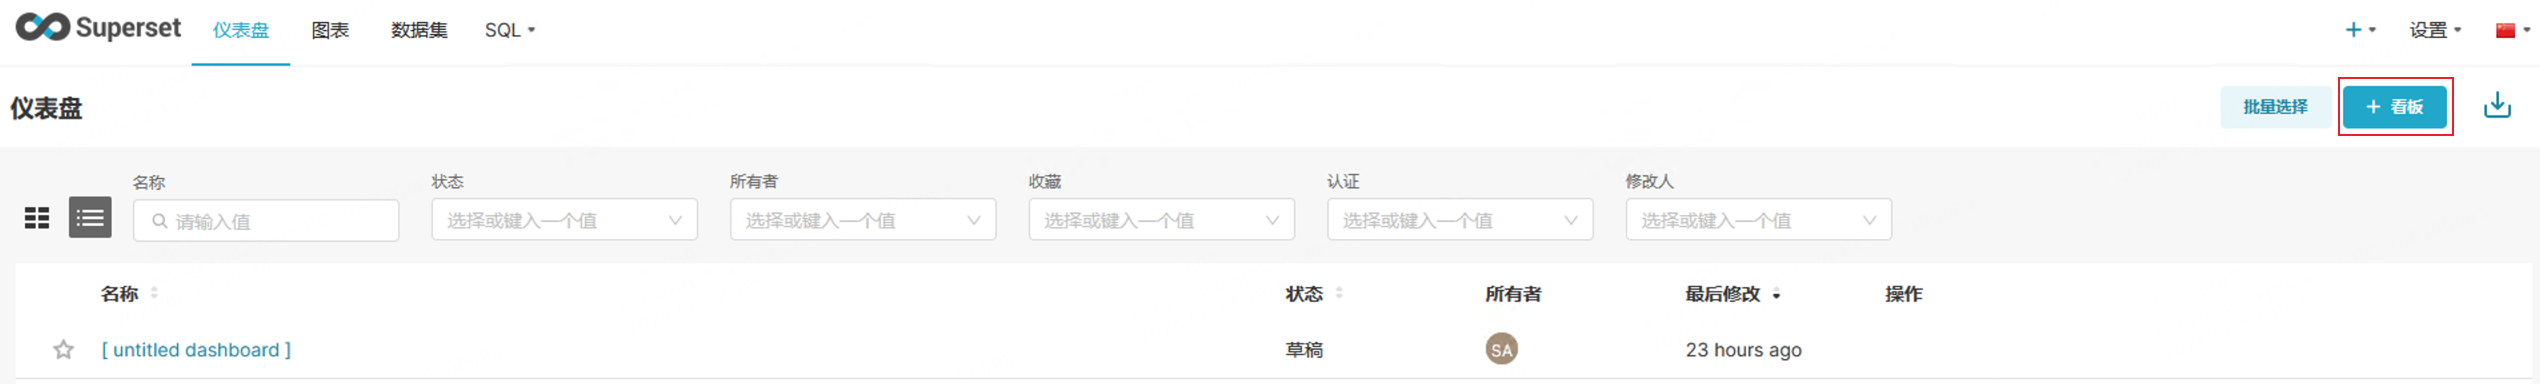 Superset 仪表盘 图表 数据集 SQL 设置
仪表盘 批量选择 + 看板
名称 状态 所有者 收藏 认证 修改人
请输入值 选择或键入一个值 选择或键入一个值 选择或键入一个值 选择或键入一个值 选择或键入一个值
名称 状态 所有者 最后修改 操作
[ untitled dashboard ] 草稿 SA 23 hours ago